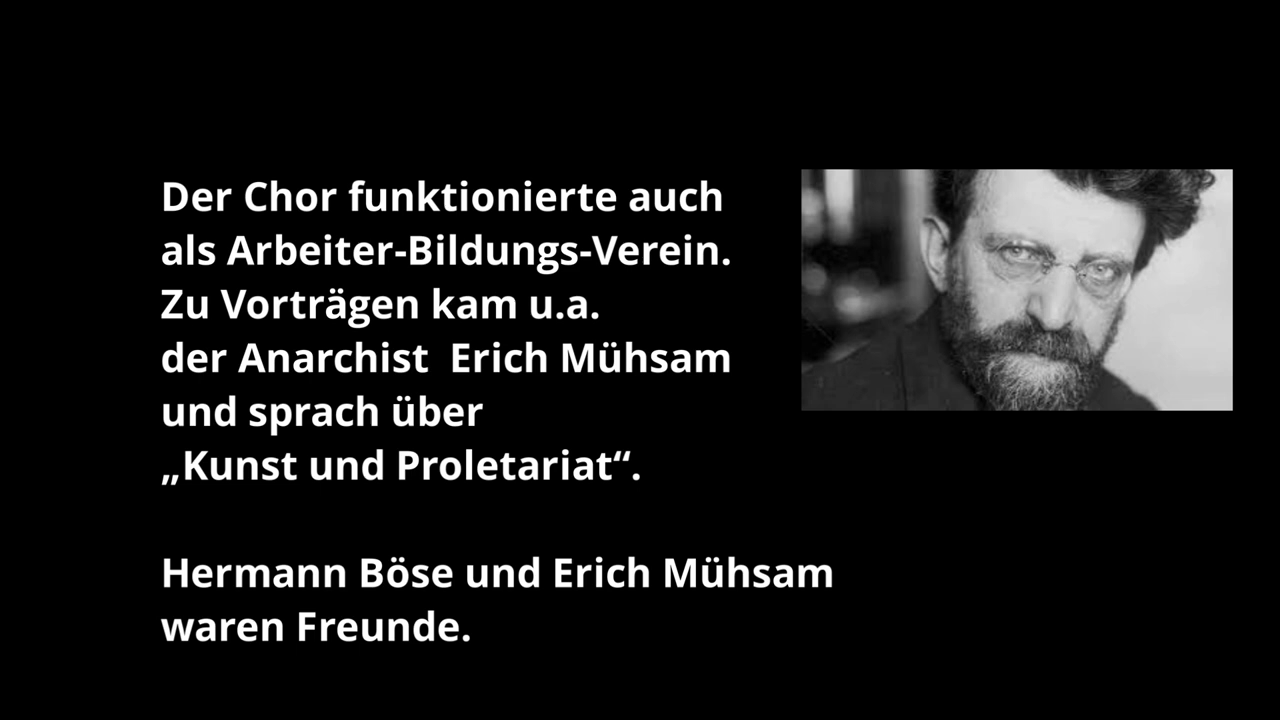 Der Chor funktionierte auch
als Arbeiter-Bildungs-Verein.
Zu Vorträgen kam u.a.
der Anarchist  Erich Mühsam
und sprach über
„Kunst und Proletariat“.
Hermann Böse und Erich Mühsam
waren Freunde.